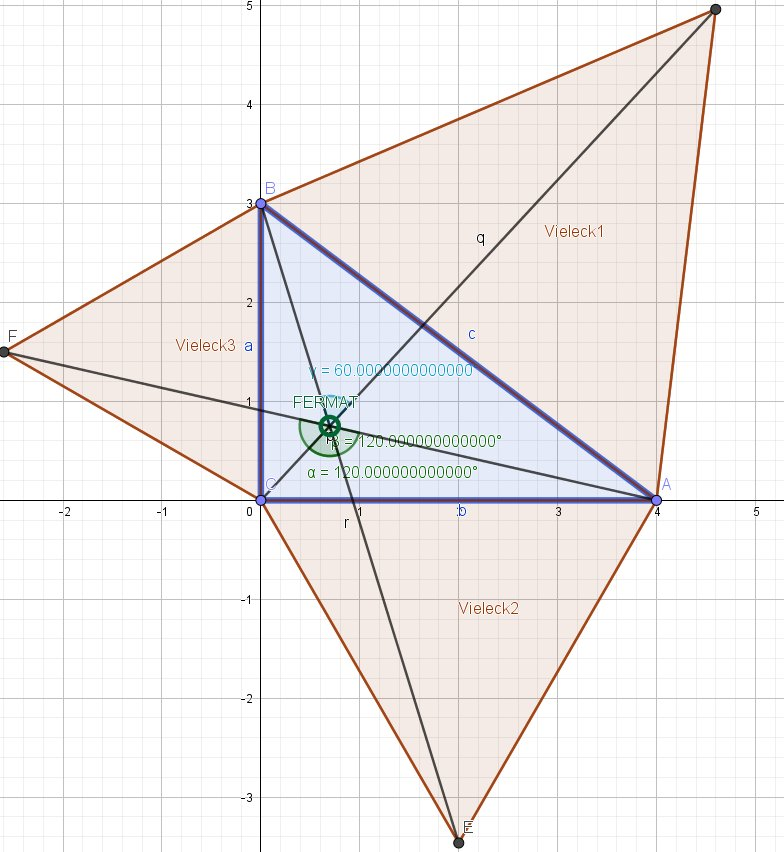 5
4
B
3
q
Vieleck1
2
F
Vieleck3
a
c
γ = 60.0000000000000
1
FERMAT
β = 120.000000000000°
α = 120.000000000000°
C
A
-2
-1
0
1
b
3
4
5
r
-1
Vieleck2
-2
-3
E